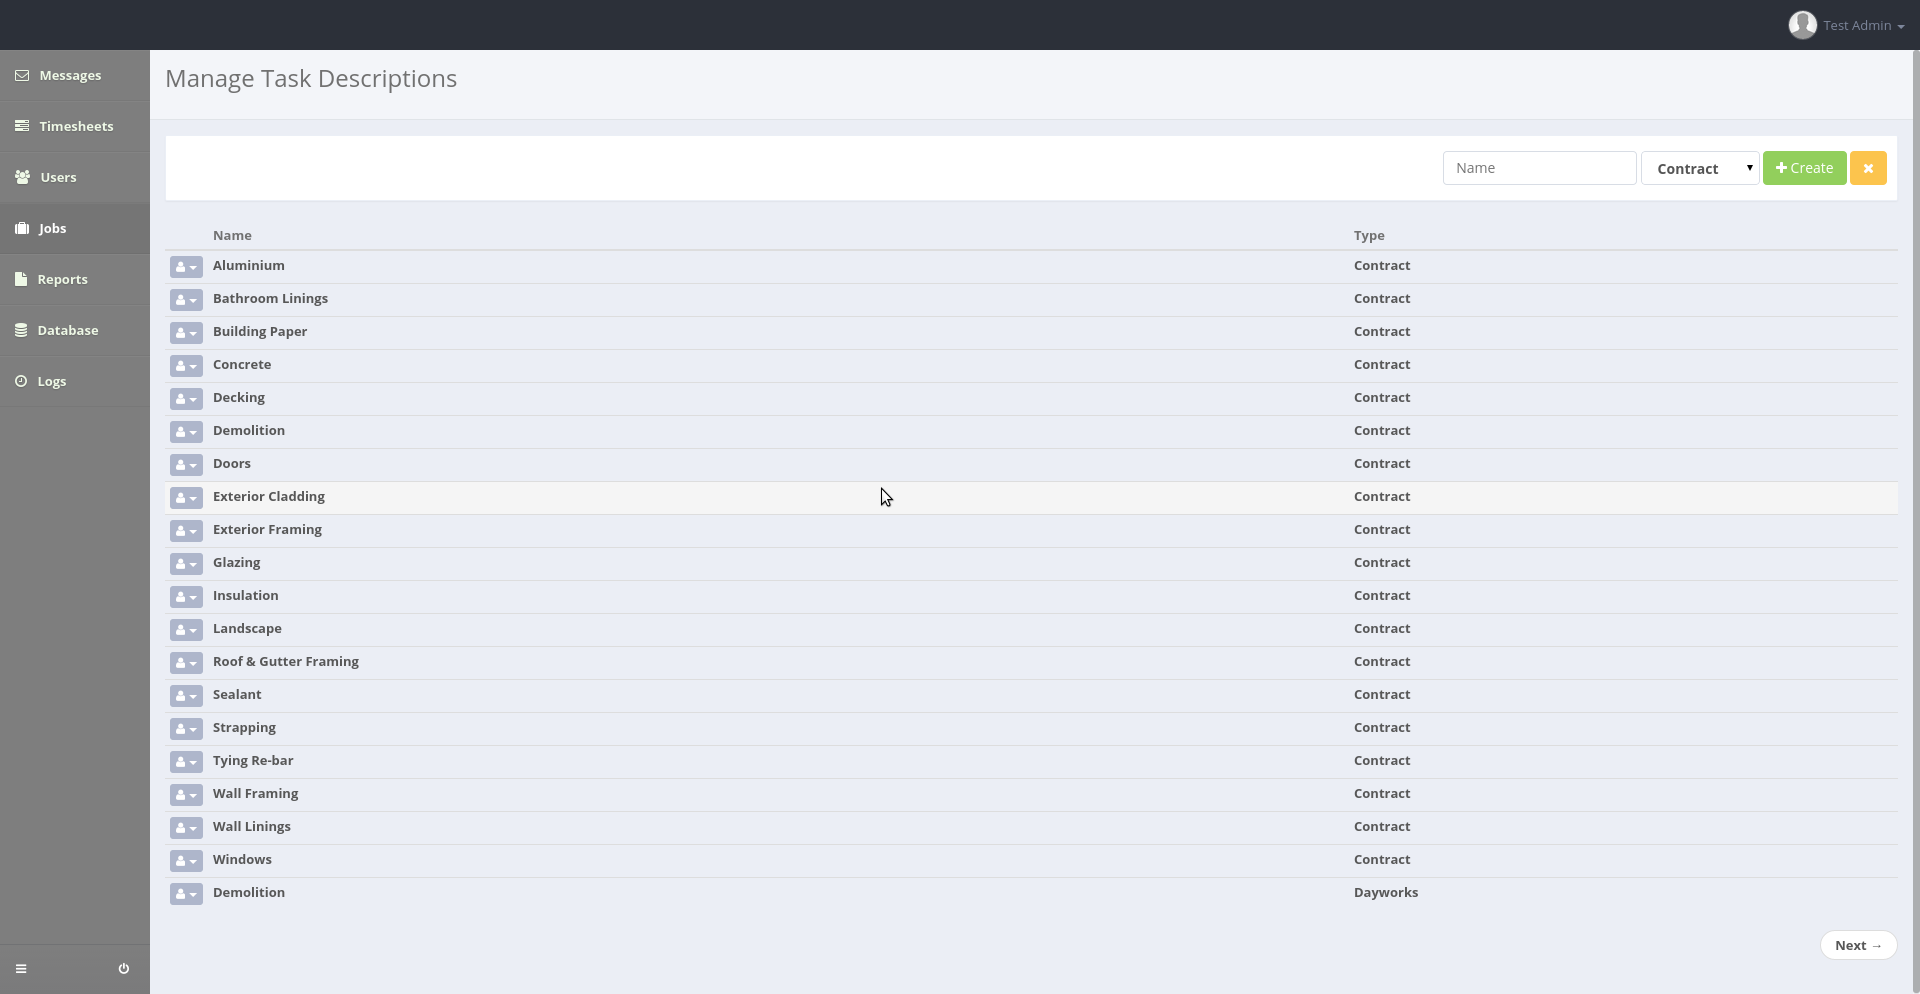 Test Admin
Messages
Timesheets
Users
Jobs
Reports
Database
Logs
Manage Task Descriptions
Name Contract Create
Name Type
Aluminium Contract
Bathroom Linings Contract
Building Paper Contract
Concrete Contract
Decking Contract
Demolition Contract
Doors Contract
Exterior Cladding Contract
Exterior Framing Contract
Glazing Contract
Insulation Contract
Landscape Contract
Roof & Gutter Framing Contract
Sealant Contract
Strapping Contract
Tying Re-bar Contract
Wall Framing Contract
Wall Linings Contract
Windows Contract
Demolition Dayworks
Next →